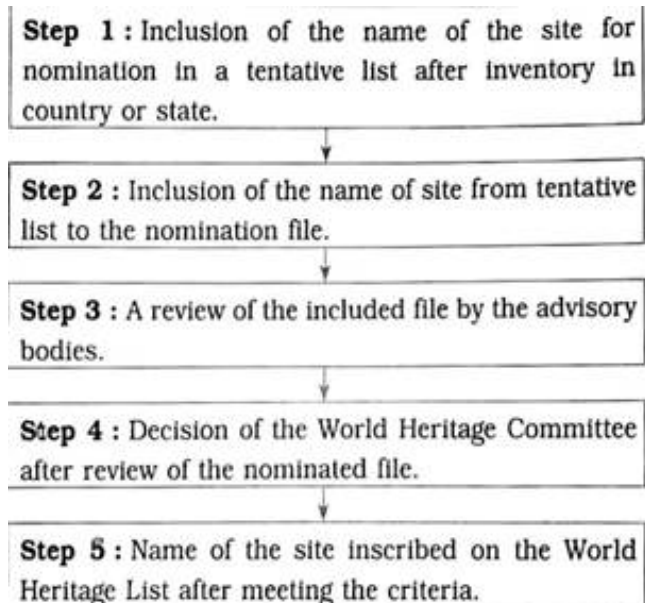 Step 1 : Inclusion of the name of the site for
nomination in a tentative list after inventory in
country or state.
Step 2 : Inclusion of the name of site from tentative
list to the nomination file.
Step 3 : A review of the included file by the advisory
bodies.
Step 4 : Decision of the World Heritage Committee
after review of the nominated file.
Step 5 : Name of the site inscribed on the World
Heritage List after meeting the criteria.